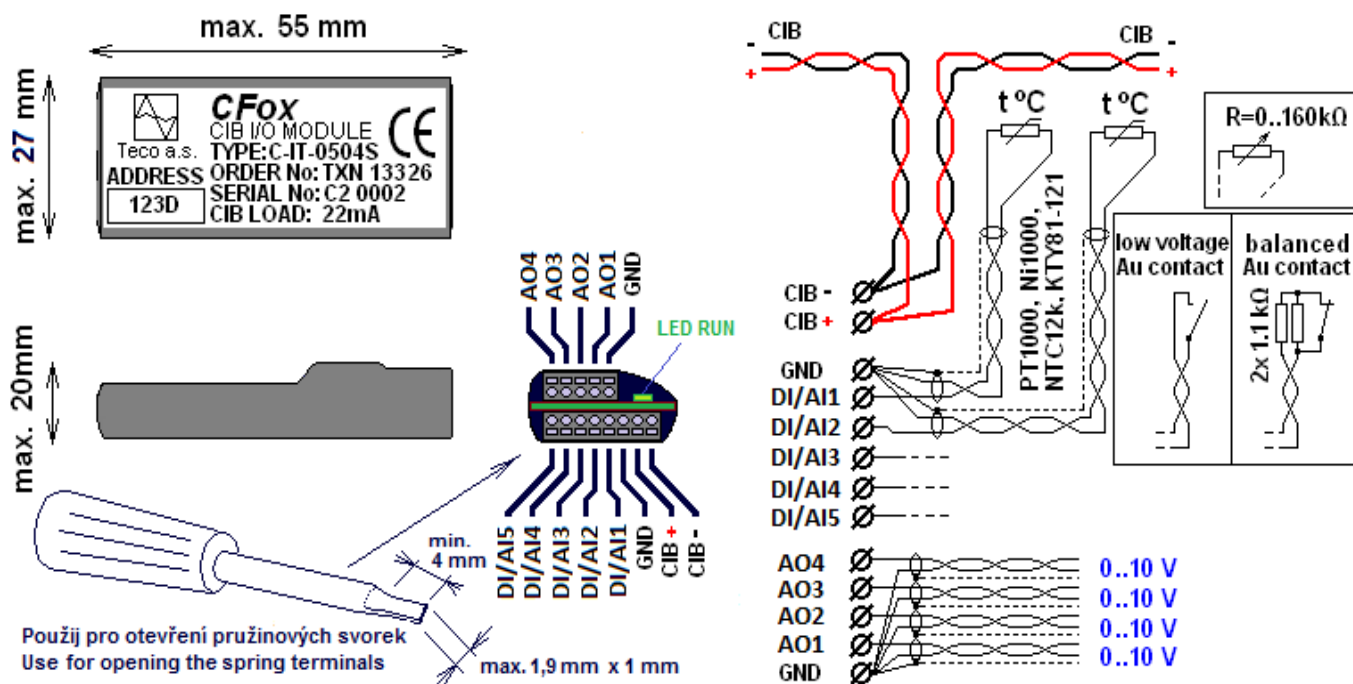 max. 55 mm
max. 27 mm
Teco a.s.
ADDRESS
123D
CFox
CIB I/O MODULE
TYPE:C-IT-0504S
ORDER No:TXN 13326
SERIAL No:C2 0002
CIB LOAD: 22mA
CE
max. 20mm
AO4
AO3
AO2
AO1
GND
LED RUN
DI/AI5
DI/AI4
DI/AI3
DI/AI2
DI/AI1
GND
CIB +
CIB -
min.
4 mm
max. 1,9 mm x 1 mm
Použij pro otevření pružinových svorek
Use for opening the spring terminals
- CIB
+
CIB -
+
t ºC
t ºC
R=0..160kΩ
PT1000, Ni1000,
NTC12k, KTY81-121
low voltage
Au contact
balanced
Au contact
2x 1.1 kΩ
CIB -
CIB +
GND
DI/AI1
DI/AI2
DI/AI3
DI/AI4
DI/AI5
AO4
AO3
AO2
AO1
GND
0..10 V
0..10 V
0..10 V
0..10 V